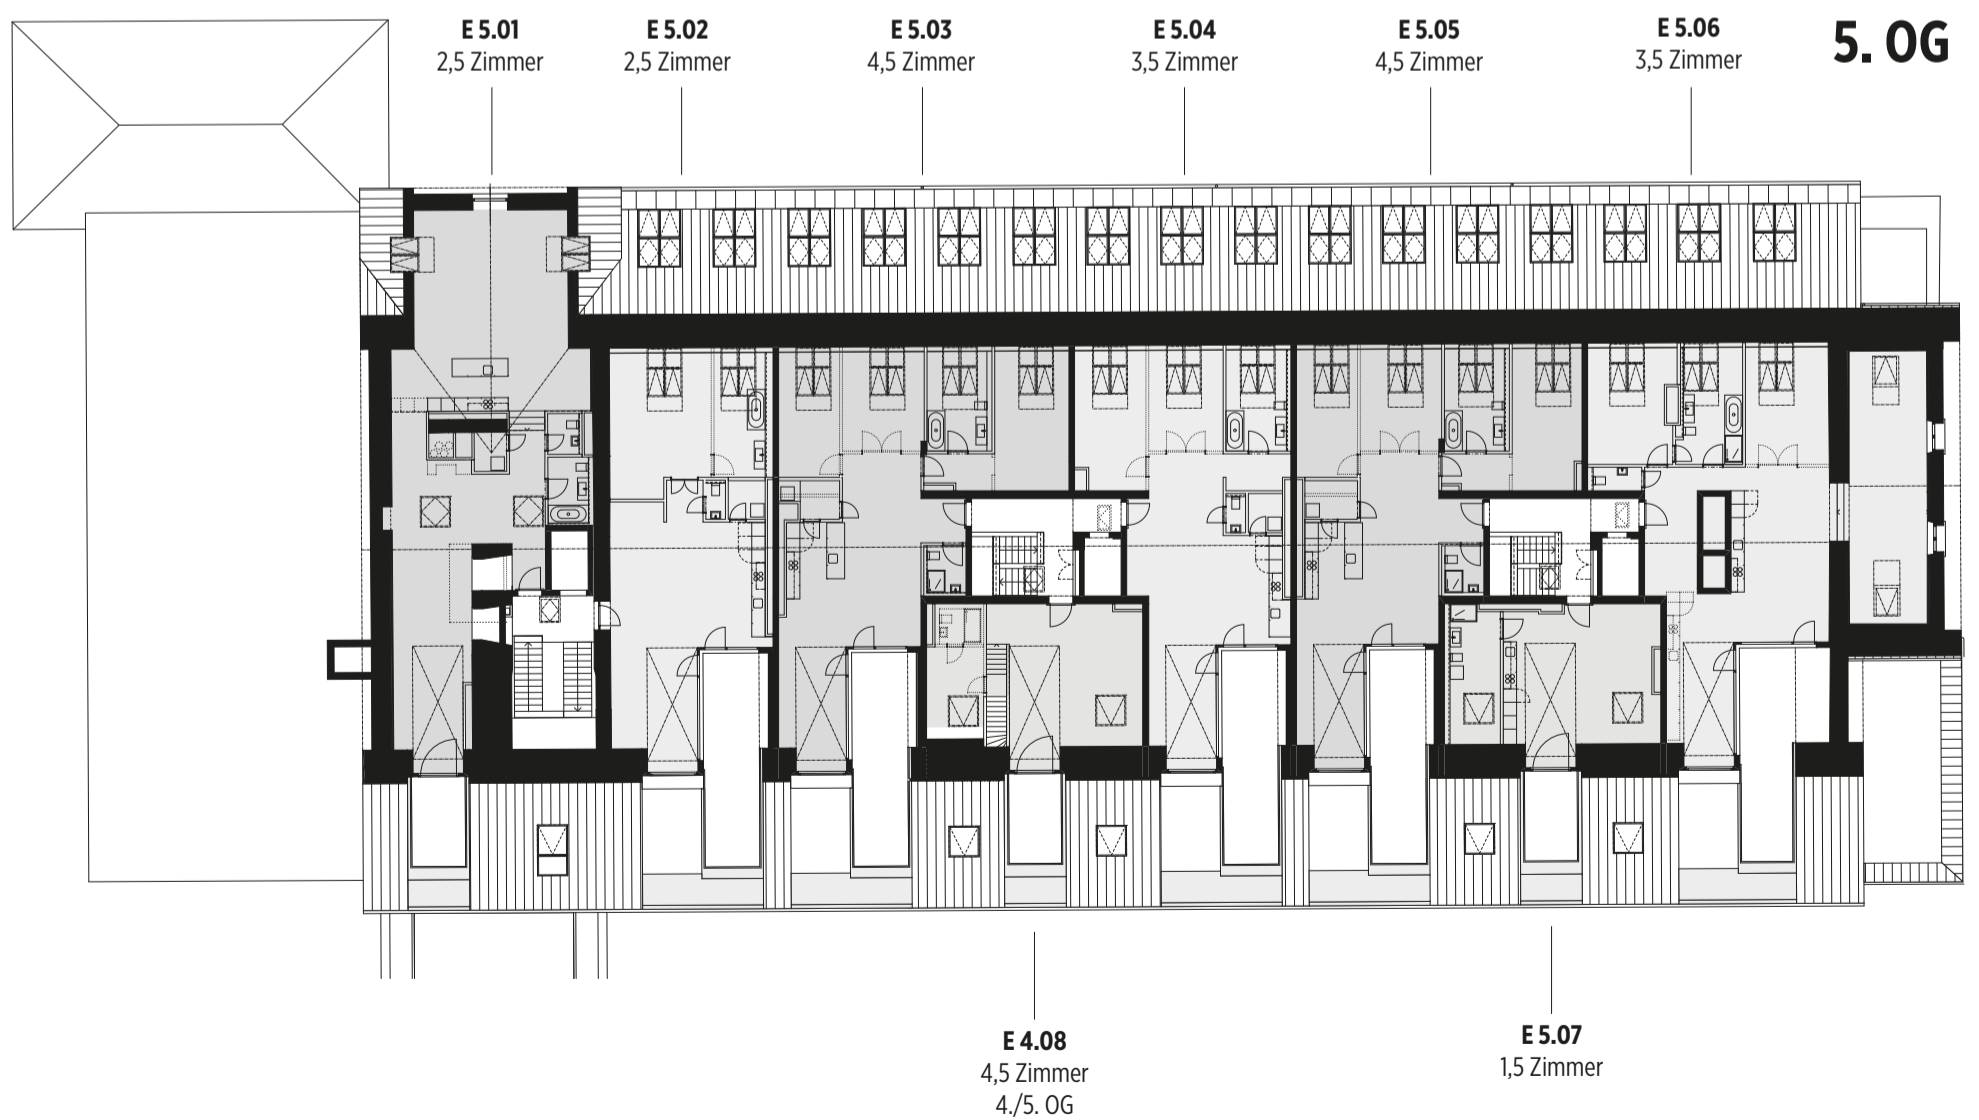 E 5.01
2,5 Zimmer
E 5.02
2,5 Zimmer
E 5.03
4,5 Zimmer
E 5.04
3,5 Zimmer
E 5.05
4,5 Zimmer
E 5.06
3,5 Zimmer
5. OG
E 4.08
4,5 Zimmer
4./5. OG
E 5.07
1,5 Zimmer